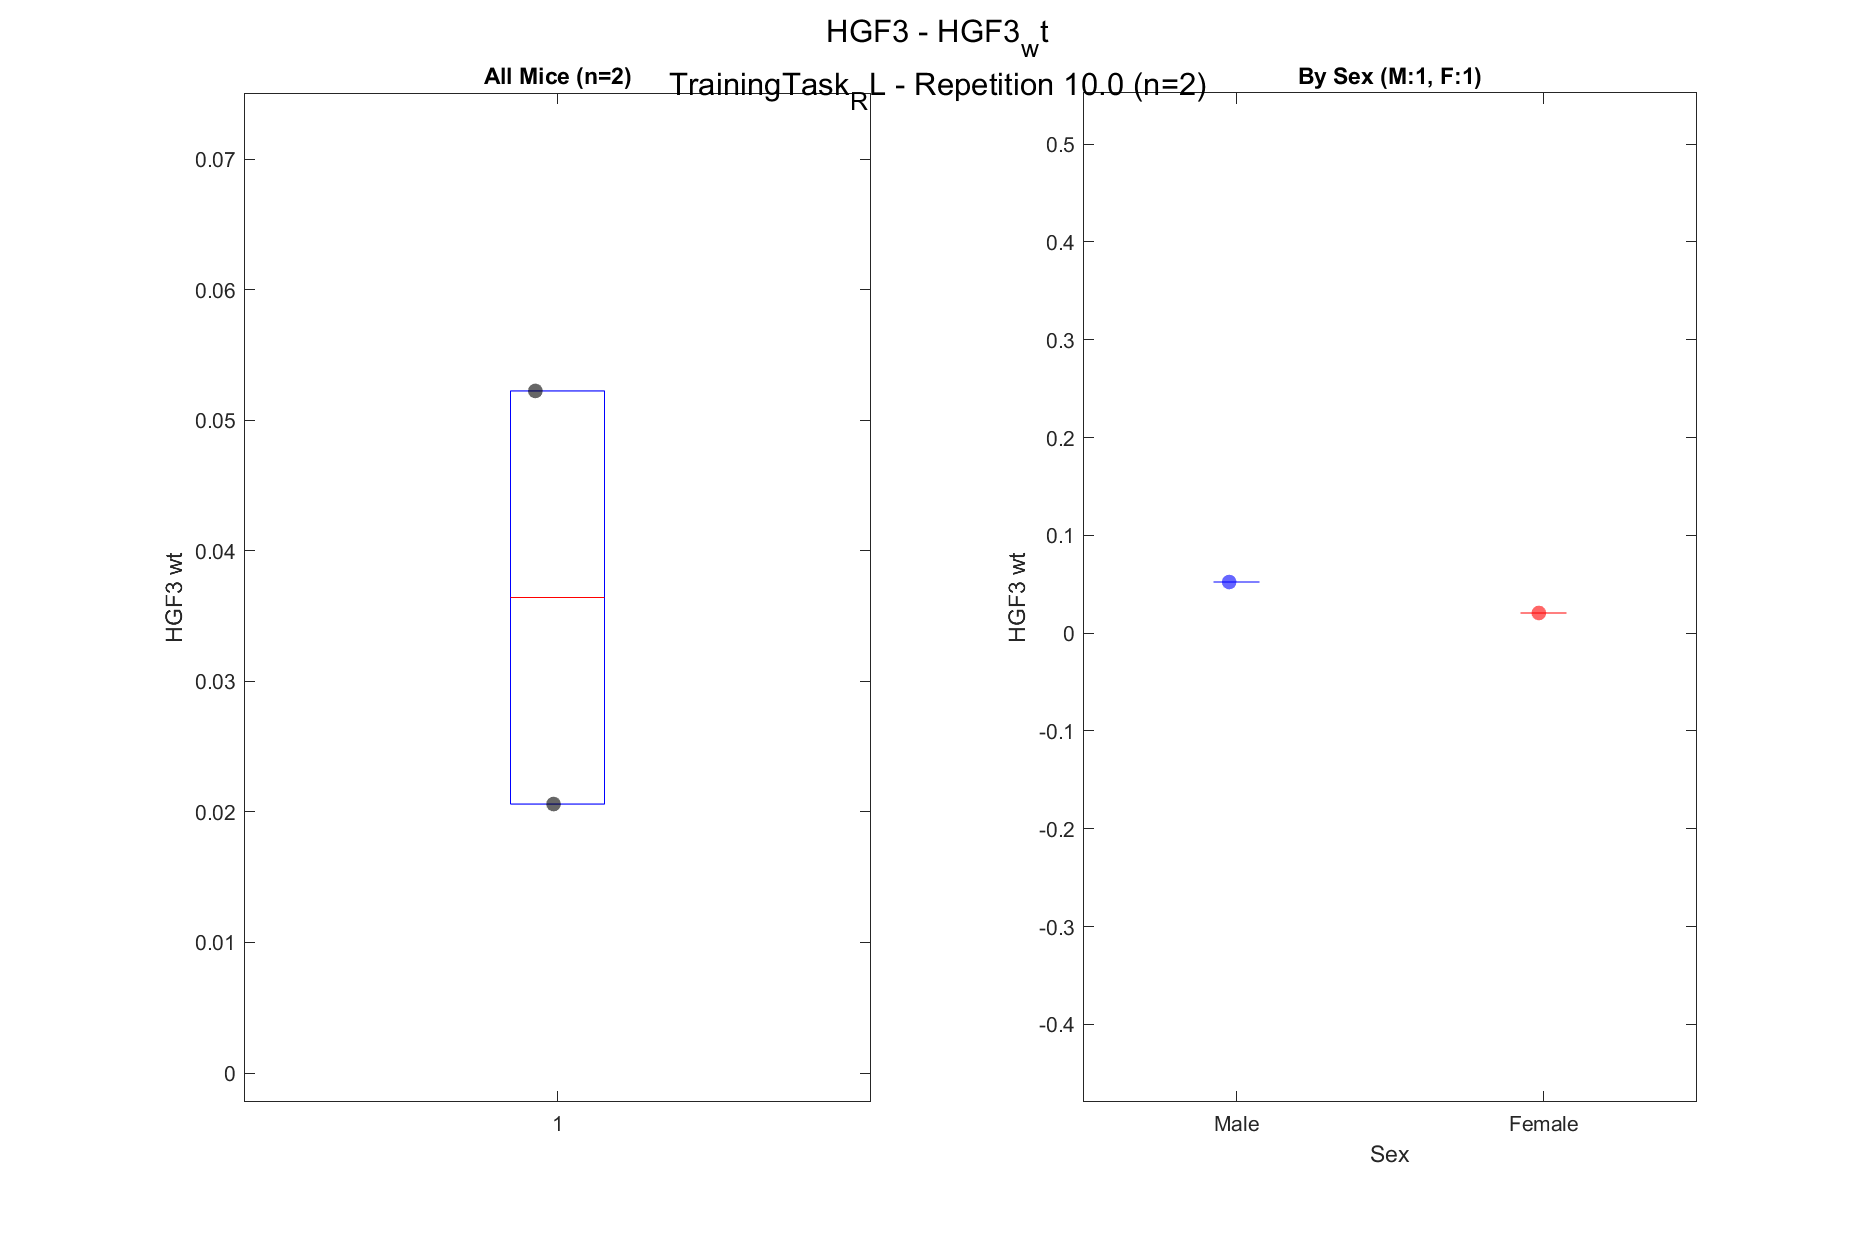 HGF3 - HGF3wt
TrainingTaskRL - Repetition 10.0 (n=2)
All Mice (n=2)
0.07
0.06
0.05
0.04
0.03
0.02
0.01
0
HGF3 wt
1
By Sex (M:1, F:1)
0.5
0.4
0.3
0.2
0.1
0
-0.1
-0.2
-0.3
-0.4
HGF3 wt
Male Female
Sex